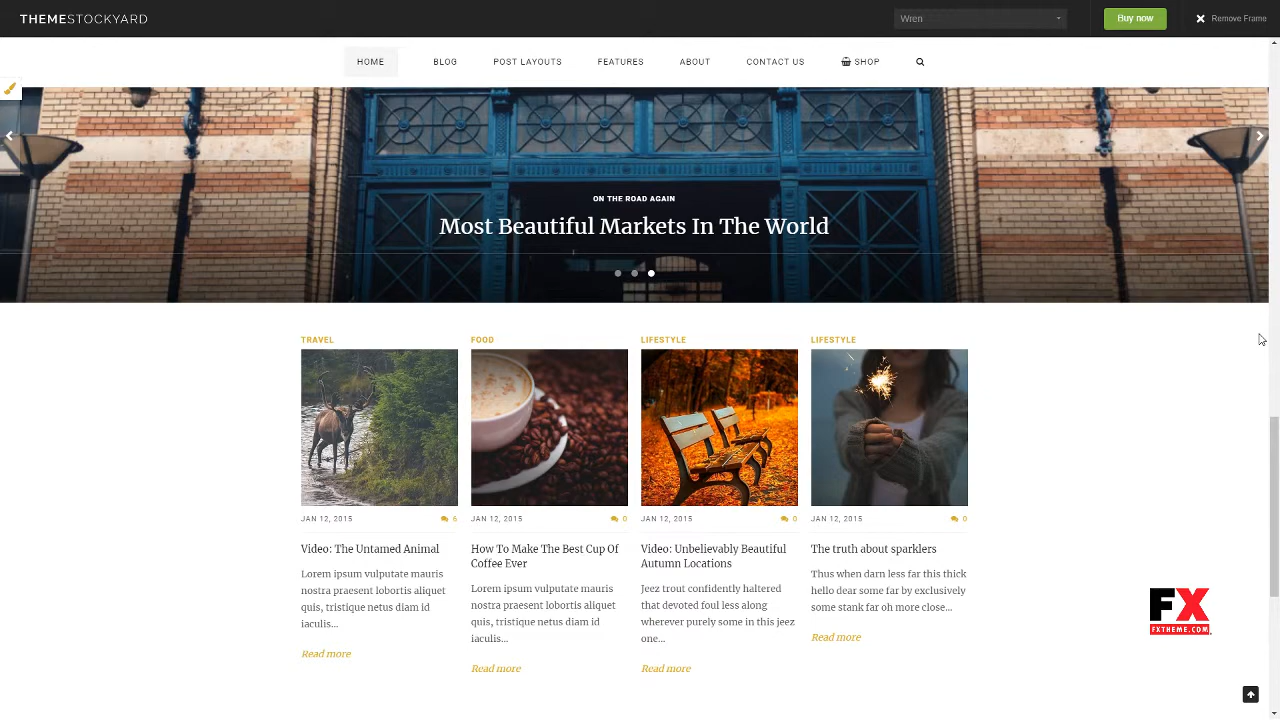 THEMESTOCKYARD
Wren
Buy now
Remove Frame
HOME
BLOG
POST LAYOUTS
FEATURES
ABOUT
CONTACT US
SHOP
ON THE ROAD AGAIN
Most Beautiful Markets In The World
TRAVEL
JAN 12, 2015
6
Video: The Untamed Animal
Lorem ipsum vulputate mauris
nostra praesent lobortis aliquet
quis, tristique netus diam id
iaculis...
Read more
FOOD
JAN 12, 2015
0
How To Make The Best Cup Of
Coffee Ever
Lorem ipsum vulputate mauris
nostra praesent lobortis aliquet
quis, tristique netus diam id
iaculis...
Read more
LIFESTYLE
JAN 12, 2015
0
Video: Unbelievably Beautiful
Autumn Locations
Jeez trout confidently haltered
that devoted foul less along
wherever purely some in this jeez
one...
Read more
LIFESTYLE
JAN 12, 2015
0
The truth about sparklers
Thus when darn less far this thick
hello dear some far by exclusively
some stank far oh more close...
Read more
FX
FXTHEME.COM.